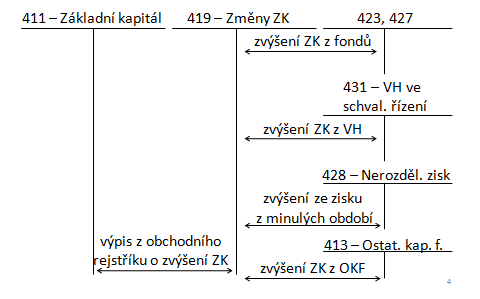 411 – Základní kapitál
419 – Změny ZK
423, 427
zvýšení ZK z fondů
431 – VH ve
schval. řízení
zvýšení ZK z VH
428 – Nerozděl. zisk
zvýšení ze zisku
z minulých období
413 – Ostat. kap. f.
výpis z obchodního
rejstříku o zvýšení ZK
zvýšení ZK z OKF
4